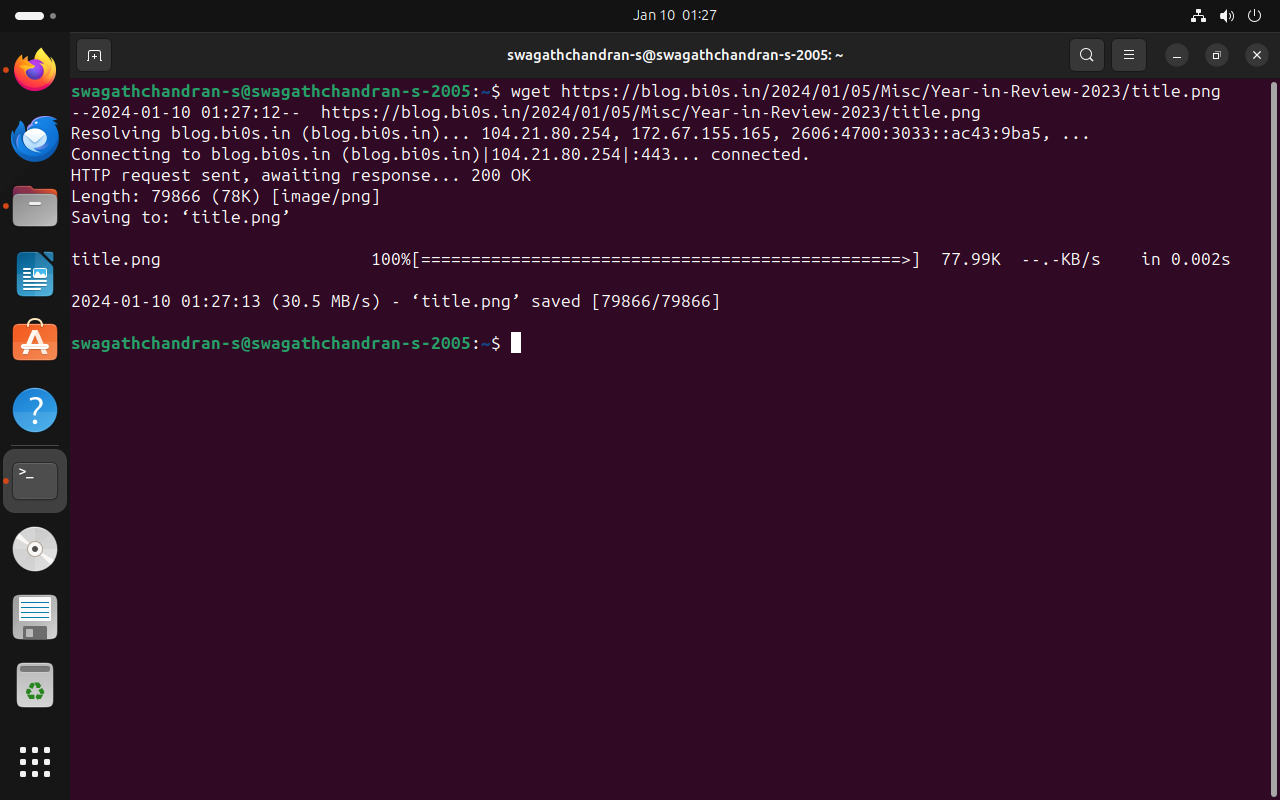 Jan 10 01:27
swagathchandran-s@swagathchandran-s-2005: ~
swagathchandran-s@swagathchandran-s-2005:~$ wget https://blog.bi0s.in/2024/01/05/Misc/Year-in-Review-2023/title.png
--2024-01-10 01:27:12--  https://blog.bi0s.in/2024/01/05/Misc/Year-in-Review-2023/title.png
Resolving blog.bi0s.in (blog.bi0s.in)... 104.21.80.254, 172.67.155.165, 2606:4700:3033::ac43:9ba5, ...
Connecting to blog.bi0s.in (blog.bi0s.in)|104.21.80.254|:443... connected.
HTTP request sent, awaiting response... 200 OK
Length: 79866 (78K) [image/png]
Saving to: ‘title.png’
title.png                     100%[================================================>]  77.99K  --.-KB/s    in 0.002s
2024-01-10 01:27:13 (30.5 MB/s) - ‘title.png’ saved [79866/79866]
swagathchandran-s@swagathchandran-s-2005:~$